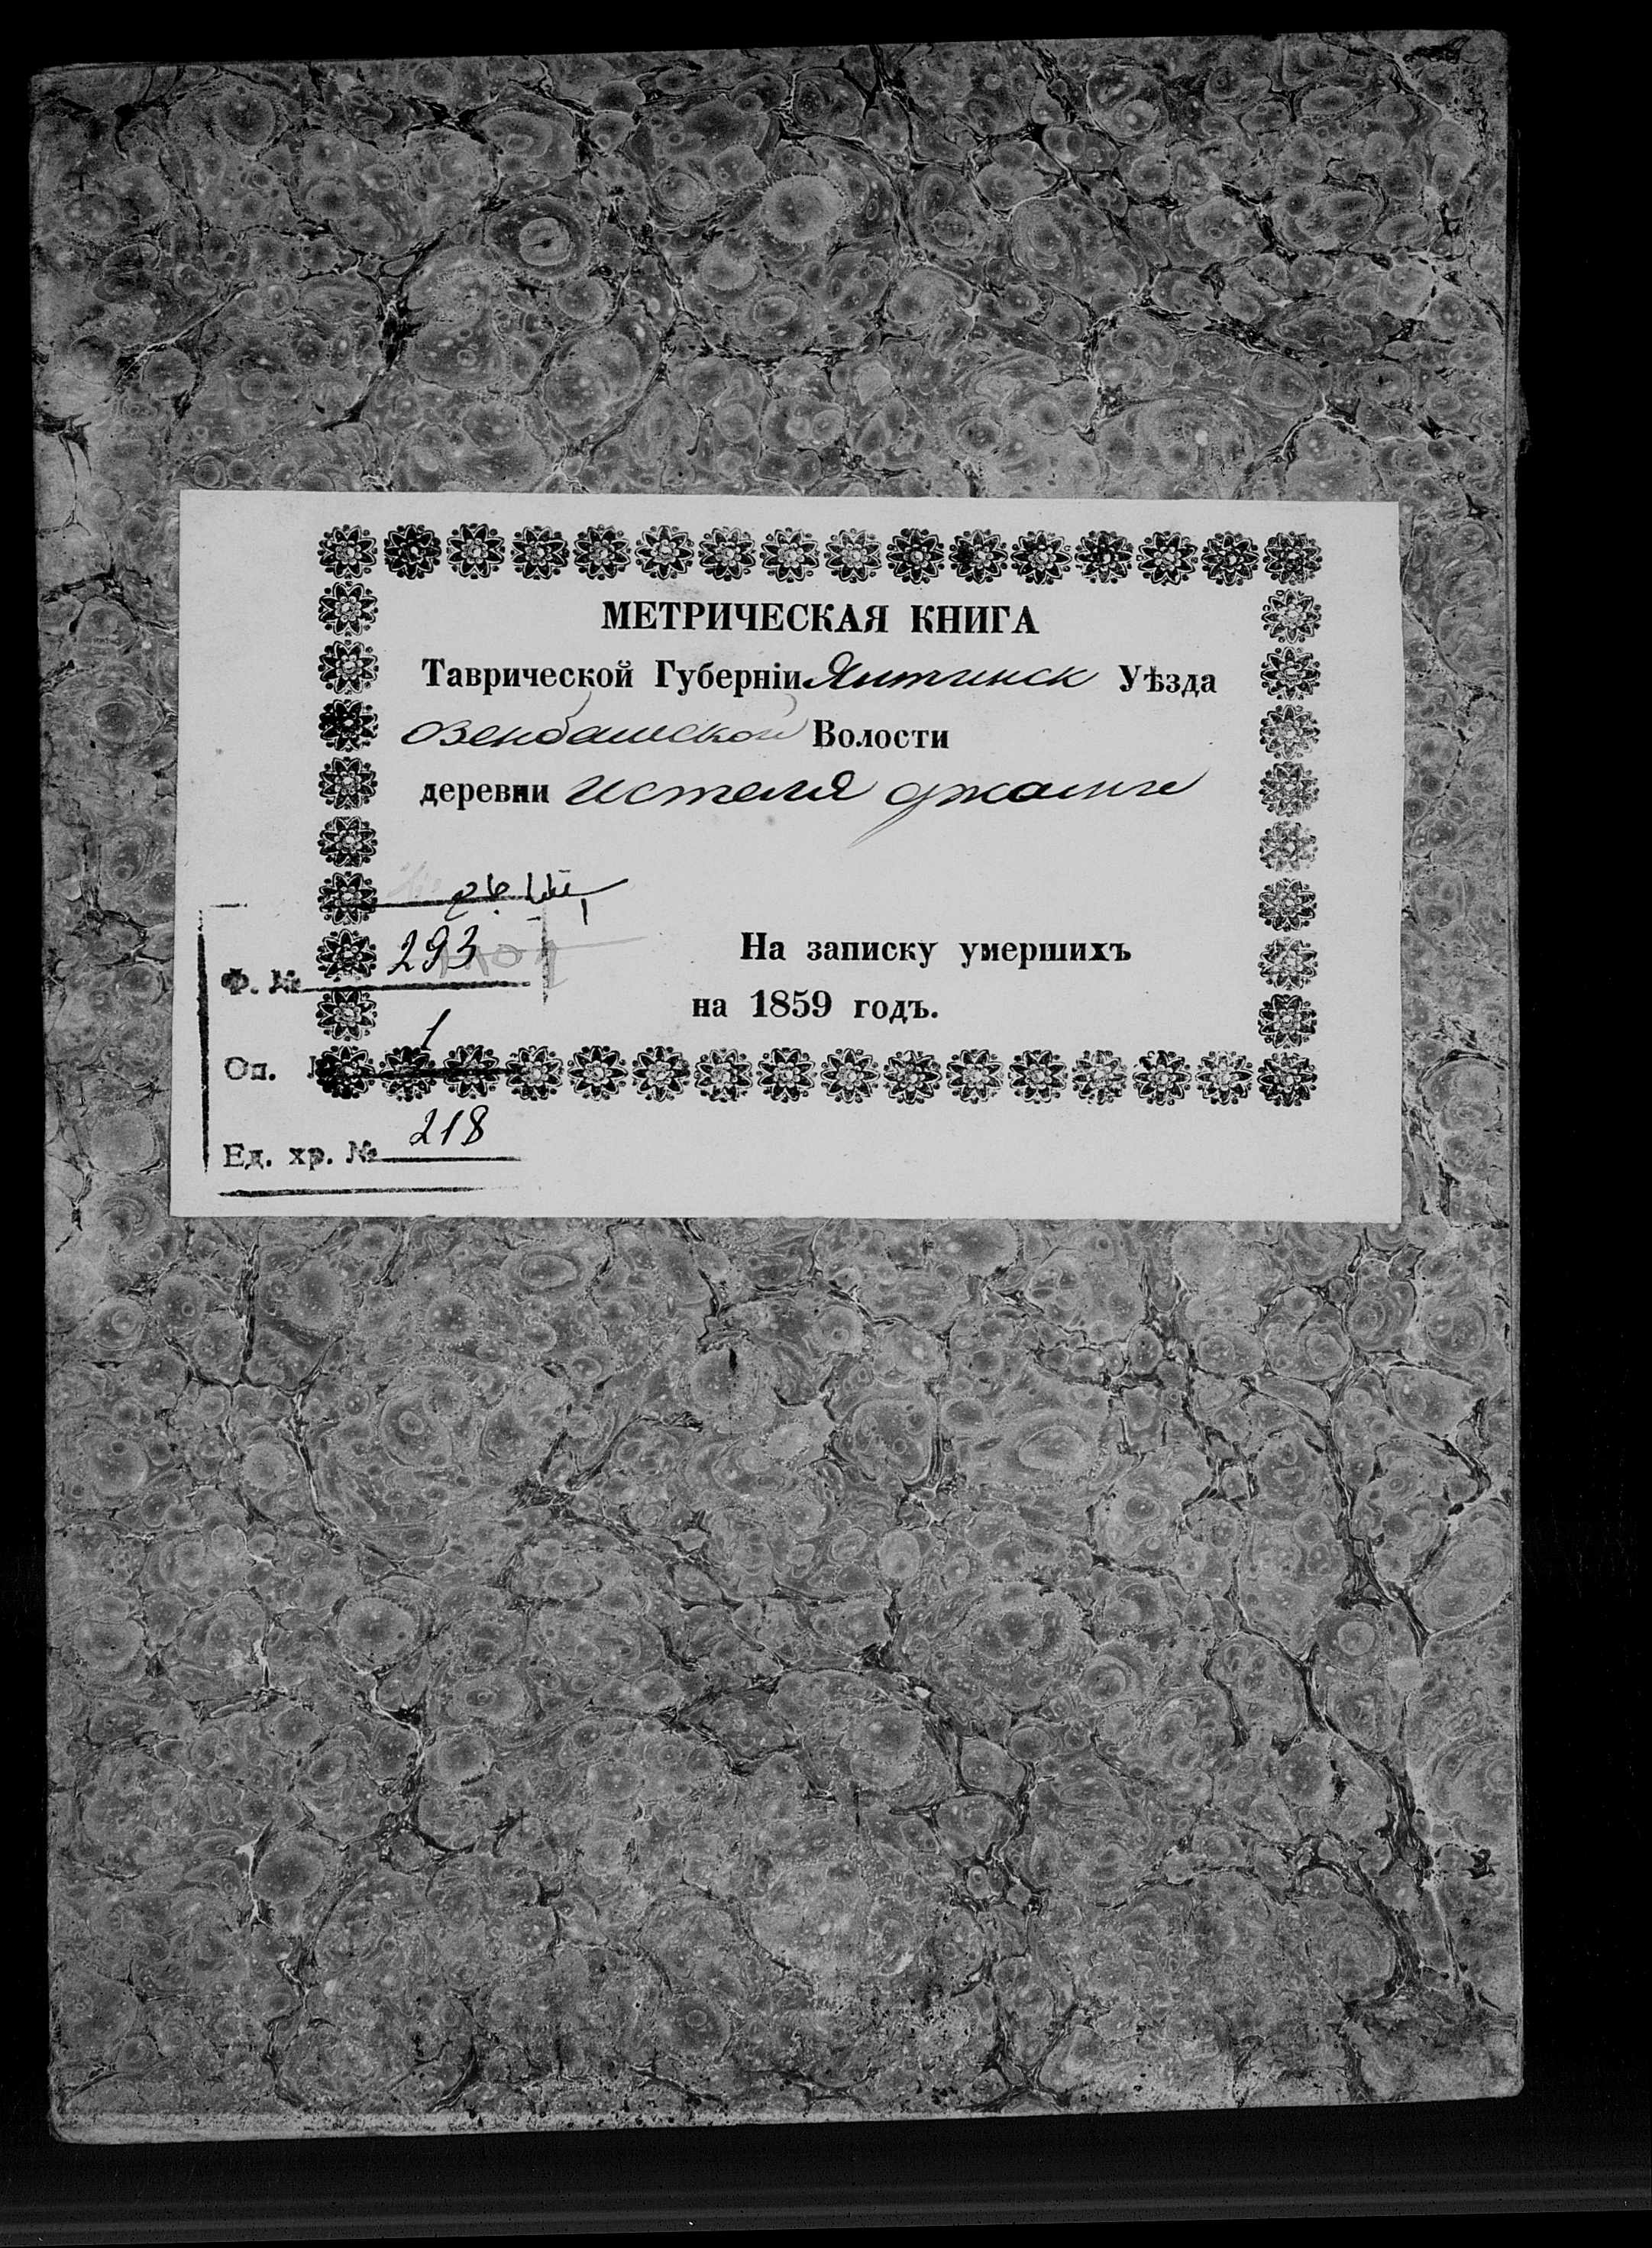 МЕТРИЧЕСКАЯ КНИГА
Таврической Губерніи Ялтинск Уѣзда
Озенбашской Волости
деревни
На записку умершихъ
на 1859 годъ.
Ф. № 293
Оп. 1
Ед. хр. № 218